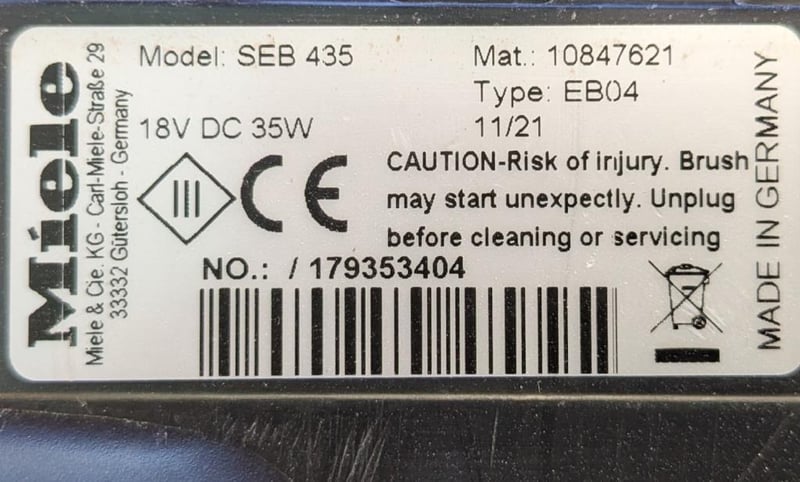 Miele
Miele & Cie. KG - Carl-Miele-Straße 29
33332 Gütersloh - Germany
Model: SEB 435
Mat.: 10847621
Type: EB04
18V DC 35W
11/21
III
CE
CAUTION-Risk of injury. Brush
may start unexpectedly. Unplug
before cleaning or servicing
NO.: / 179353404
MADE IN GERMANY